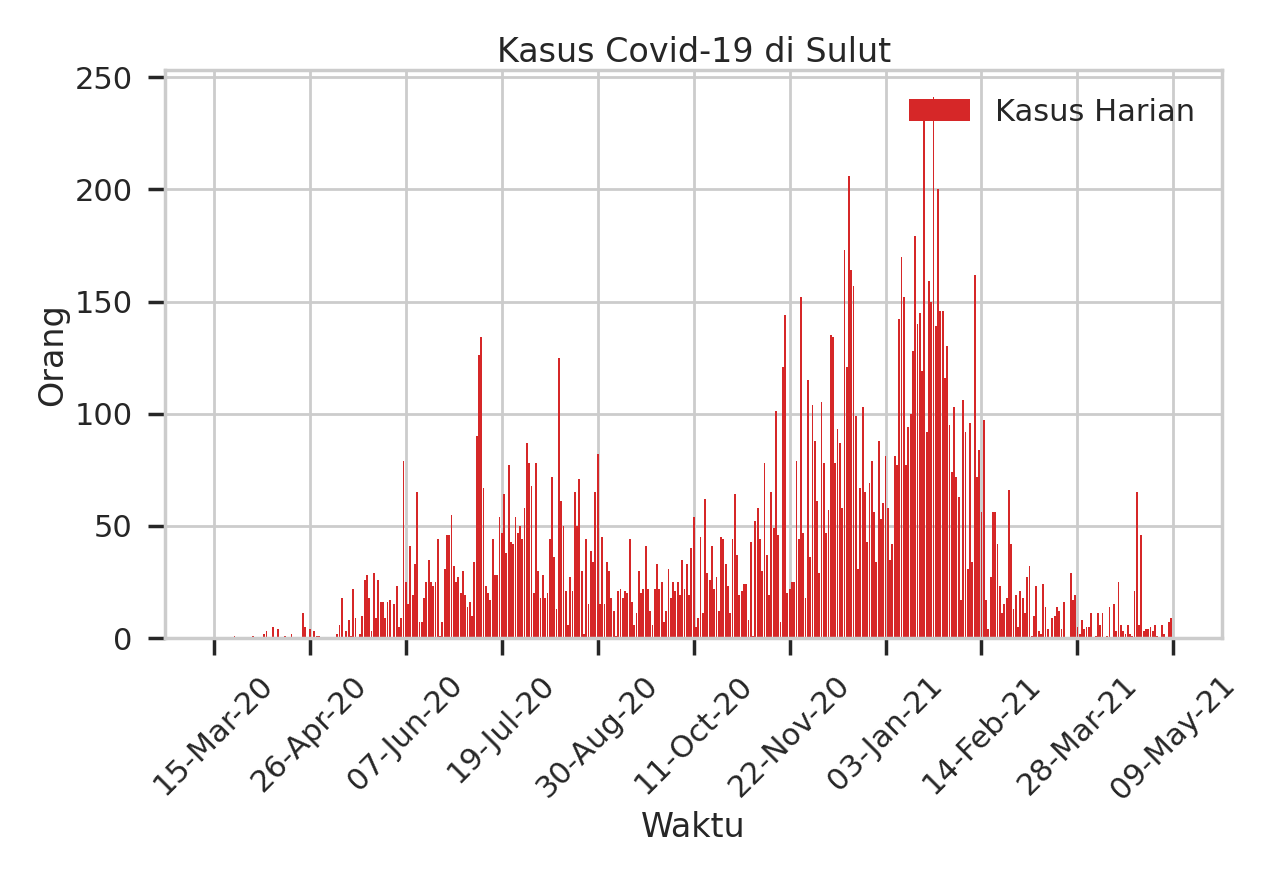 Kasus Covid-19 di Sulut
Kasus Harian
Orang
250
200
150
100
50
0
15-Mar-20
26-Apr-20
07-Jun-20
19-Jul-20
30-Aug-20
11-Oct-20
22-Nov-20
03-Jan-21
14-Feb-21
28-Mar-21
09-May-21
Waktu